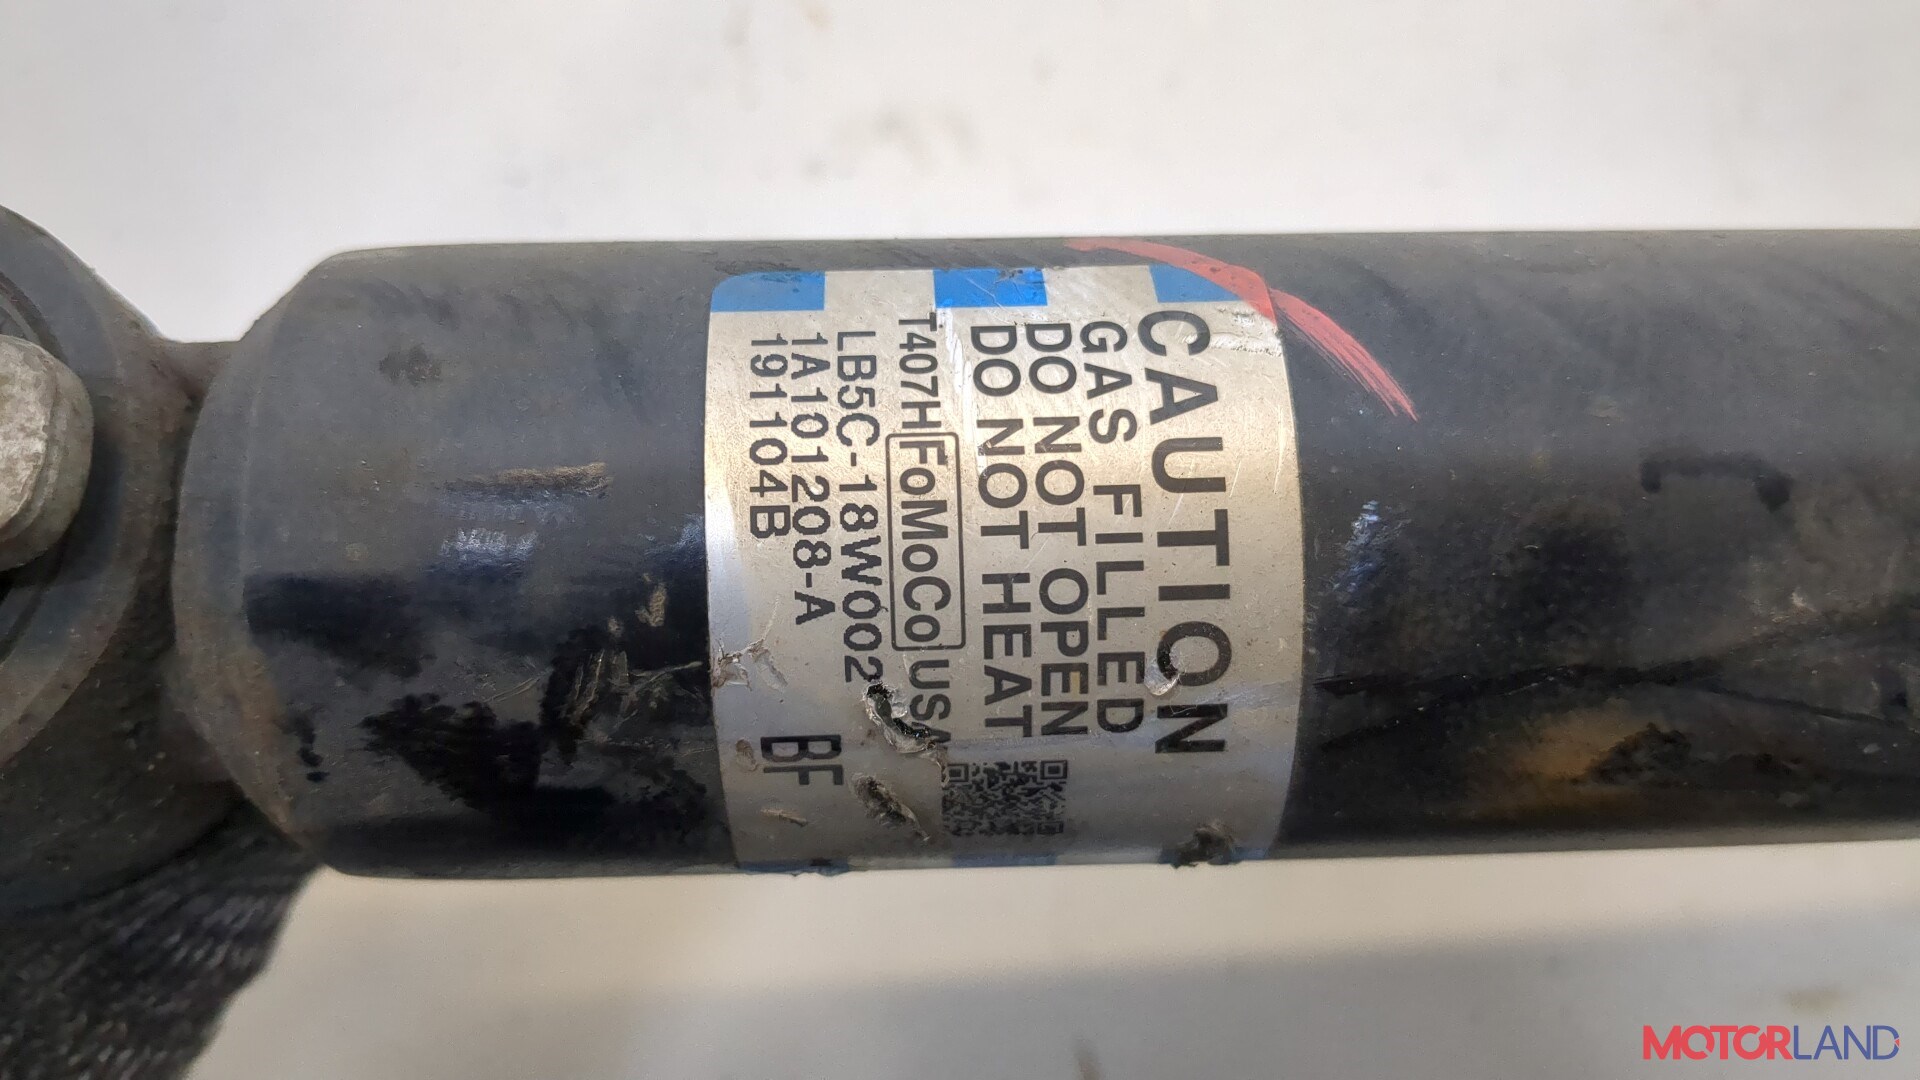 CAUTION
GAS FILLED
DO NOT OPEN
DO NOT HEAT
T407H FoMoCo USA
LB5C-18W002
1A101208-A
191104B
BF
MOTORLAND